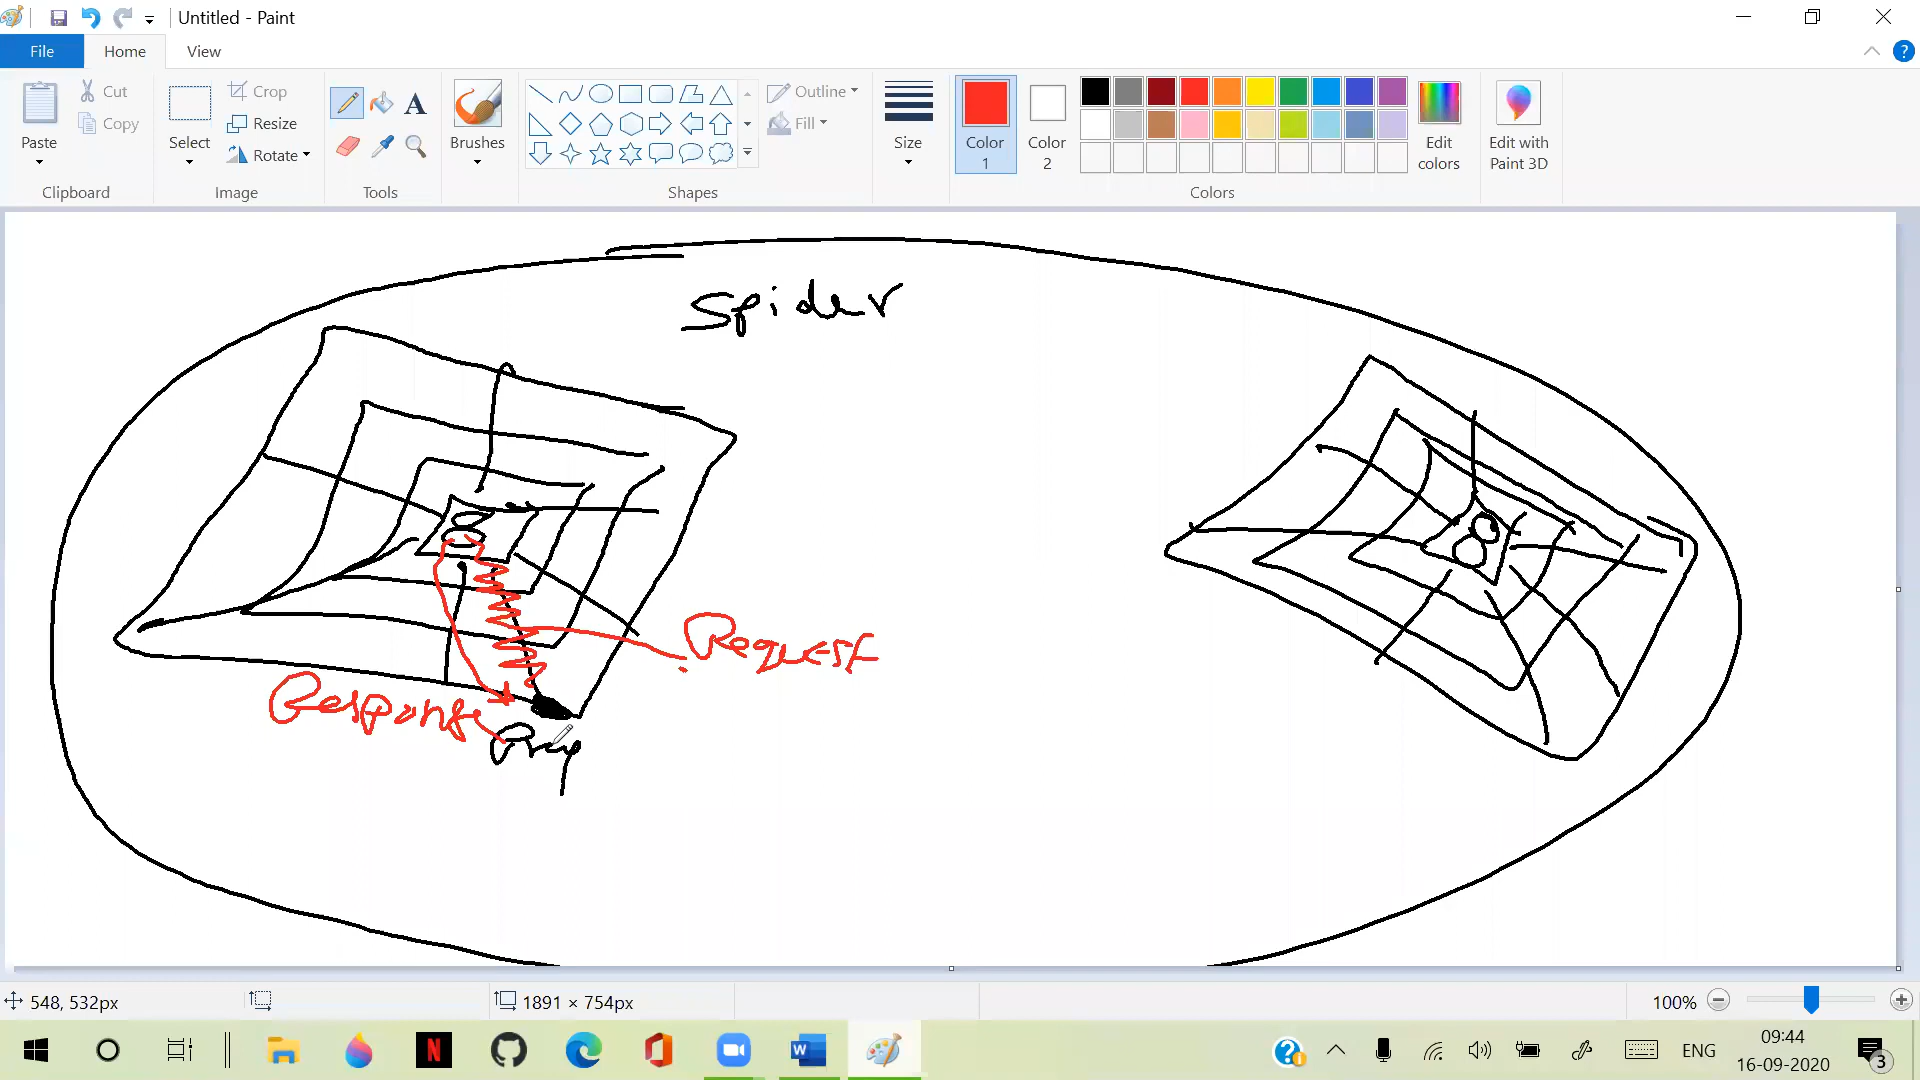 Untitled - Paint
File
Home
View
Paste
Cut
Copy
Clipboard
Select
Crop
Resize
Rotate
Image
Tools
Brushes
Shapes
Outline
Fill
Size
Color 1
Color 2
Edit colors
Colors
Edit with Paint 3D
Spider
Request
Response
Pray
548, 532px
1891 × 754px
100%
ENG
09:44
16-09-2020
3